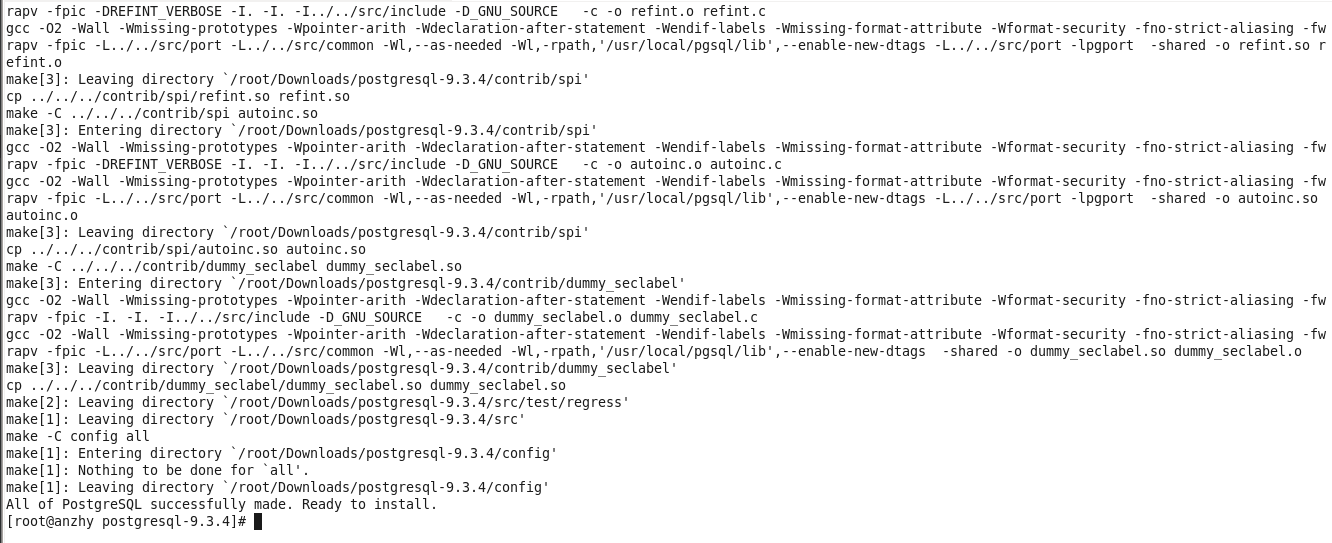 rapv -fpic -DREFINT_VERBOSE -I. -I. -I../../src/include -D_GNU_SOURCE   -c -o refint.o refint.c
gcc -O2 -Wall -Wmissing-prototypes -Wpointer-arith -Wdeclaration-after-statement -Wendif-labels -Wmissing-format-attribute -Wformat-security -fno-strict-aliasing -fw
rapv -fpic -L../../src/port -L../../src/common -Wl,--as-needed -Wl,-rpath,'/usr/local/pgsql/lib',--enable-new-dtags -L../../src/port -lpgport  -shared -o refint.so r
efint.o
make[3]: Leaving directory `/root/Downloads/postgresql-9.3.4/contrib/spi'
cp ../../../contrib/spi/refint.so refint.so
make -C ../../../contrib/spi autoinc.so
make[3]: Entering directory `/root/Downloads/postgresql-9.3.4/contrib/spi'
gcc -O2 -Wall -Wmissing-prototypes -Wpointer-arith -Wdeclaration-after-statement -Wendif-labels -Wmissing-format-attribute -Wformat-security -fno-strict-aliasing -fw
rapv -fpic -DREFINT_VERBOSE -I. -I. -I../../src/include -D_GNU_SOURCE   -c -o autoinc.o autoinc.c
gcc -O2 -Wall -Wmissing-prototypes -Wpointer-arith -Wdeclaration-after-statement -Wendif-labels -Wmissing-format-attribute -Wformat-security -fno-strict-aliasing -fw
rapv -fpic -L../../src/port -L../../src/common -Wl,--as-needed -Wl,-rpath,'/usr/local/pgsql/lib',--enable-new-dtags -L../../src/port -lpgport  -shared -o autoinc.so
autoinc.o
make[3]: Leaving directory `/root/Downloads/postgresql-9.3.4/contrib/spi'
cp ../../../contrib/spi/autoinc.so autoinc.so
make -C ../../../contrib/dummy_seclabel dummy_seclabel.so
make[3]: Entering directory `/root/Downloads/postgresql-9.3.4/contrib/dummy_seclabel'
gcc -O2 -Wall -Wmissing-prototypes -Wpointer-arith -Wdeclaration-after-statement -Wendif-labels -Wmissing-format-attribute -Wformat-security -fno-strict-aliasing -fw
rapv -fpic -I. -I. -I../../src/include -D_GNU_SOURCE   -c -o dummy_seclabel.o dummy_seclabel.c
gcc -O2 -Wall -Wmissing-prototypes -Wpointer-arith -Wdeclaration-after-statement -Wendif-labels -Wmissing-format-attribute -Wformat-security -fno-strict-aliasing -fw
rapv -fpic -L../../src/port -L../../src/common -Wl,--as-needed -Wl,-rpath,'/usr/local/pgsql/lib',--enable-new-dtags  -shared -o dummy_seclabel.so dummy_seclabel.o
make[3]: Leaving directory `/root/Downloads/postgresql-9.3.4/contrib/dummy_seclabel'
cp ../../../contrib/dummy_seclabel/dummy_seclabel.so dummy_seclabel.so
make[2]: Leaving directory `/root/Downloads/postgresql-9.3.4/src/test/regress'
make[1]: Leaving directory `/root/Downloads/postgresql-9.3.4/src'
make -C config all
make[1]: Entering directory `/root/Downloads/postgresql-9.3.4/config'
make[1]: Nothing to be done for `all'.
make[1]: Leaving directory `/root/Downloads/postgresql-9.3.4/config'
All of PostgreSQL successfully made. Ready to install.
[root@anzhy postgresql-9.3.4]#